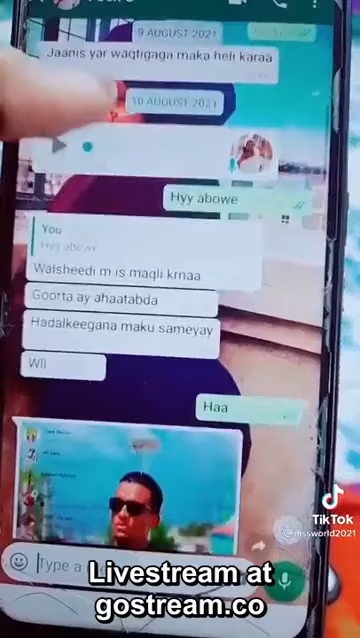 9 AUGUST 2021
Jaanis yar waqtigaga maka heli karaa
10 AUGUST 2021
Hyy abowe
You
Hyy abowe
Walsheedi m is maqli krnaa
Goorta ay ahaatabda
Hadalkeegana maku sameyay
Wll
Haa
Type a
TikTok
@mssworld2021
Livestream at
gostream.co